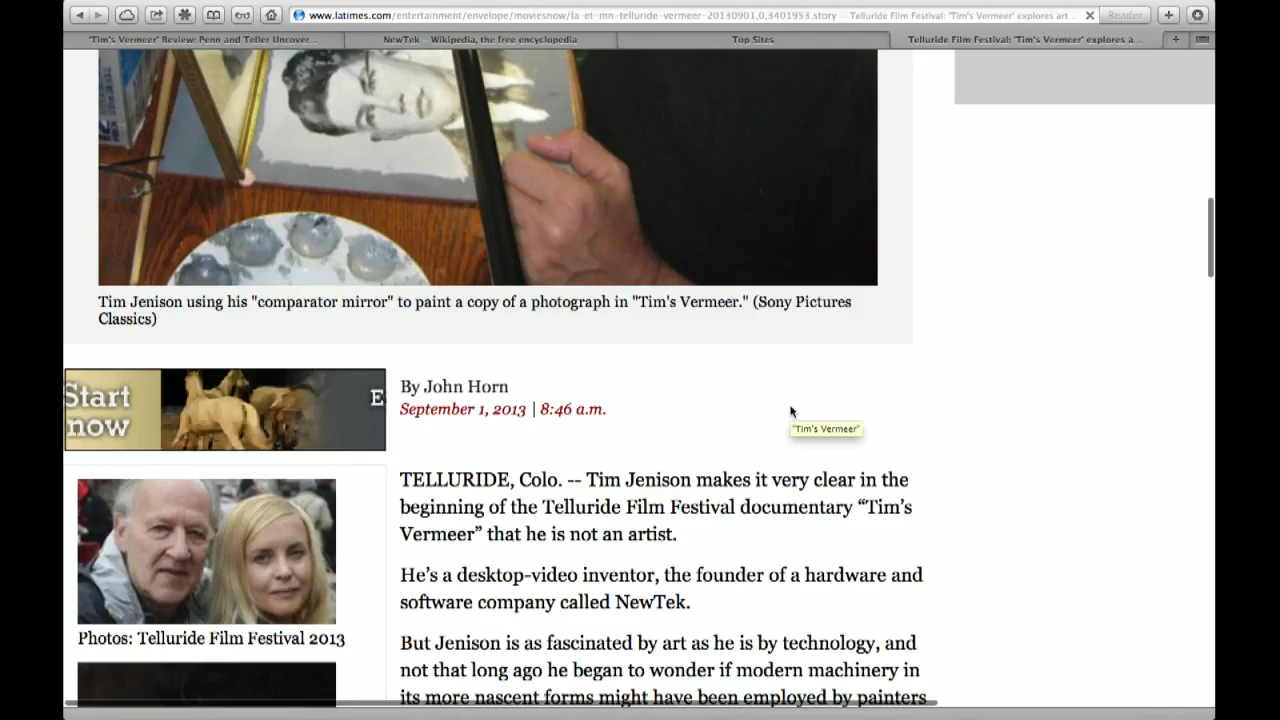 www.latimes.com/entertainment/envelope/moviesnow/la-et-mn-telluride-vermeer-20130901,0,3401953.story — Telluride Film Festival: 'Tim's Vermeer' explores art…
Reader
'Tim's Vermeer' Review: Penn and Teller Uncover…
NewTek – Wikipedia, the free encyclopedia
Top Sites
Telluride Film Festival: 'Tim's Vermeer' explores a…
Tim Jenison using his "comparator mirror" to paint a copy of a photograph in "Tim's Vermeer." (Sony Pictures
Classics)
Start
now
E
By John Horn
September 1, 2013 | 8:46 a.m.
"Tim's Vermeer"
TELLURIDE, Colo. -- Tim Jenison makes it very clear in the
beginning of the Telluride Film Festival documentary “Tim’s
Vermeer” that he is not an artist.
He’s a desktop-video inventor, the founder of a hardware and
software company called NewTek.
Photos: Telluride Film Festival 2013
But Jenison is as fascinated by art as he is by technology, and
not that long ago he began to wonder if modern machinery in
its more nascent forms might have been employed by painters